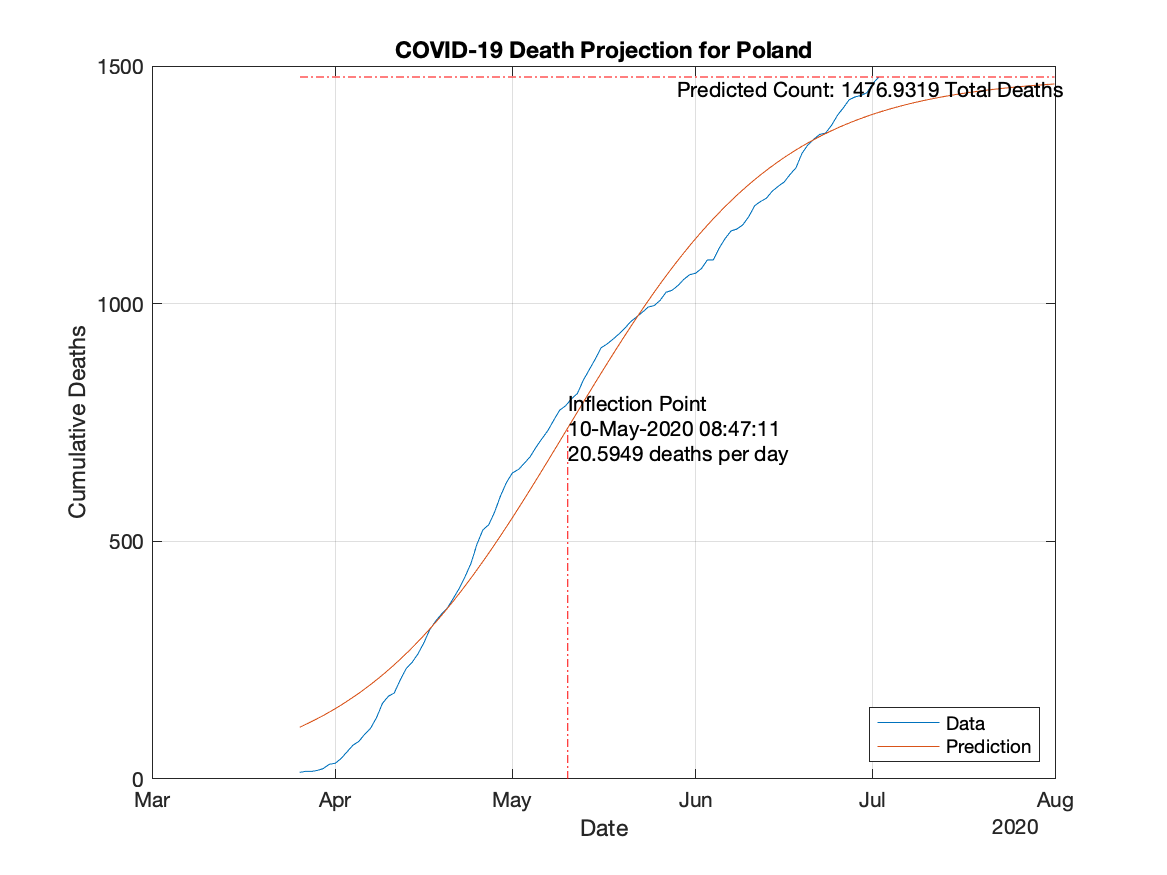 COVID-19 Death Projection for Poland
1500
Predicted Count: 1476.9319 Total Deaths
1000
Inflection Point
10-May-2020 08:47:11
20.5949 deaths per day
Cumulative Deaths
500
Data
Prediction
0
Mar Apr May Jun Jul Aug
Date
2020